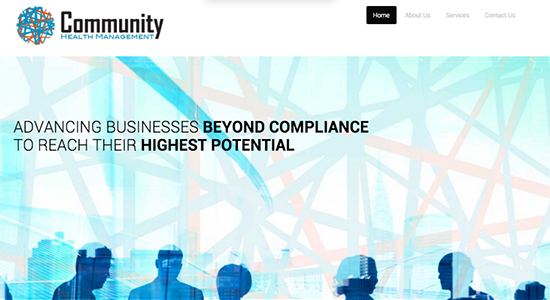 Community
HEALTH MANAGEMENT
Home About Us Services Contact Us
ADVANCING BUSINESSES BEYOND COMPLIANCE
TO REACH THEIR HIGHEST POTENTIAL